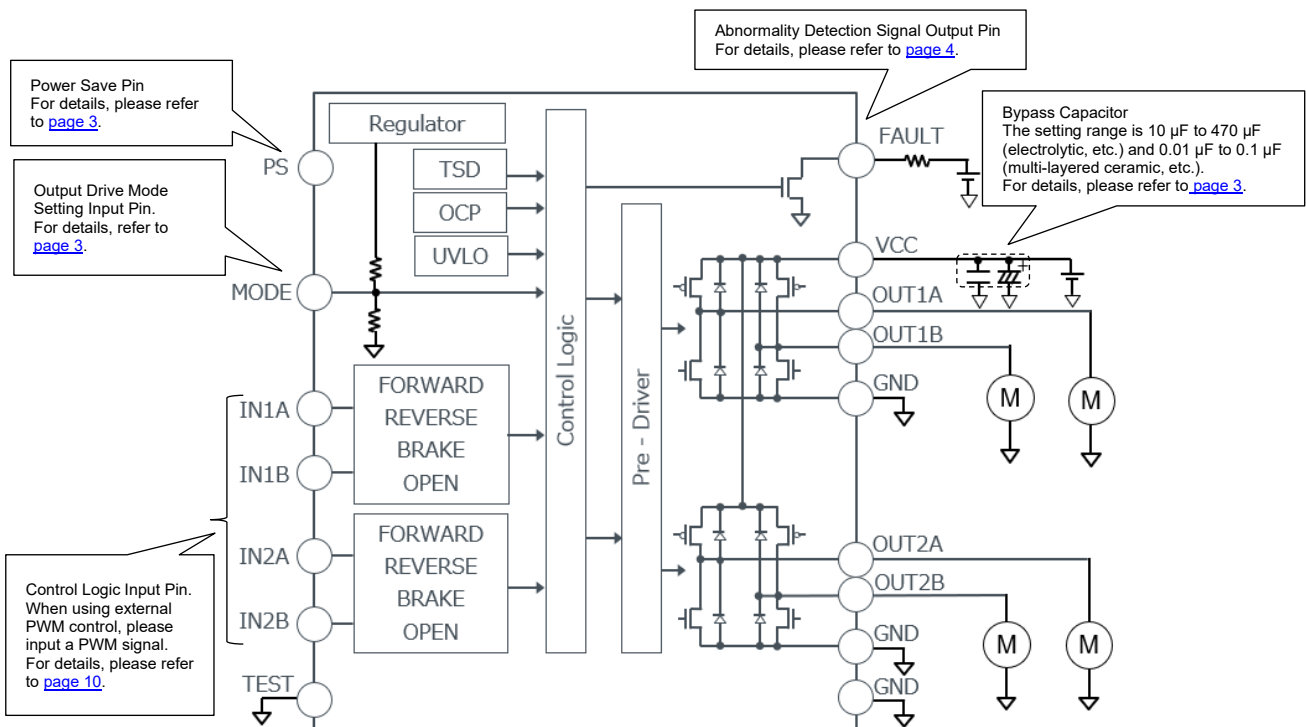 Abnormality Detection Signal Output Pin
For details, please refer to page 4.
Power Save Pin
For details, please refer
to page 3.
Bypass Capacitor
The setting range is 10 µF to 470 µF
(electrolytic, etc.) and 0.01 µF to 0.1 µF
(multi-layered ceramic, etc.).
For details, please refer to page 3.
Output Drive Mode
Setting Input Pin.
For details, refer to
page 3.
PS
Regulator
TSD
OCP
UVLO
MODE
Control Logic
Pre - Driver
FAULT
VCC
OUT1A
OUT1B
GND
M
M
IN1A
IN1B
FORWARD
REVERSE
BRAKE
OPEN
IN2A
IN2B
FORWARD
REVERSE
BRAKE
OPEN
OUT2A
OUT2B
GND
M
M
GND
Control Logic Input Pin.
When using external
PWM control, please
input a PWM signal.
For details, please refer
to page 10.
TEST